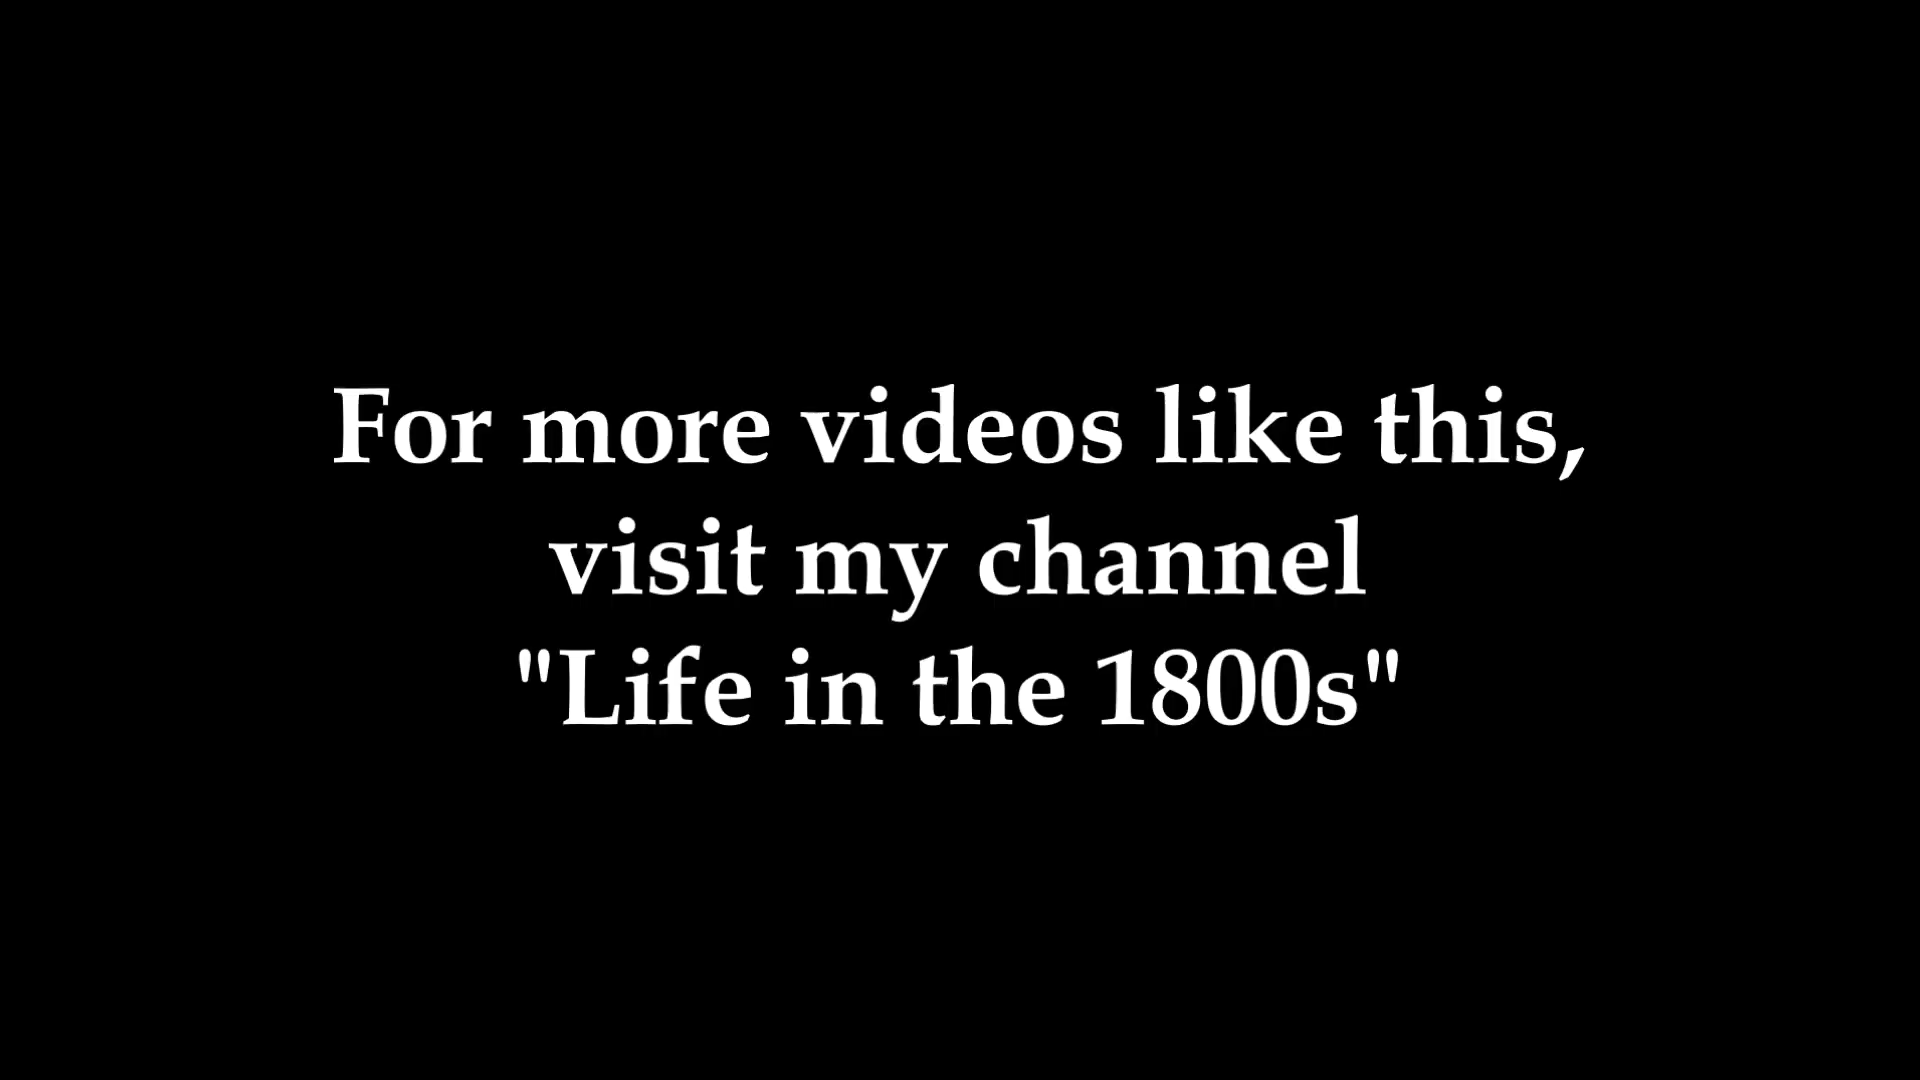 For more videos like this,
visit my channel
"Life in the 1800s"